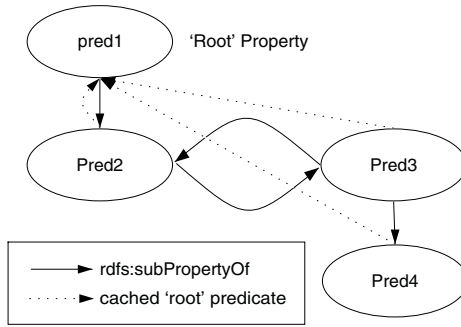 pred1
‘Root’ Property
Pred2
Pred3
Pred4
rdfs:subPropertyOf
cached ‘root’ predicate